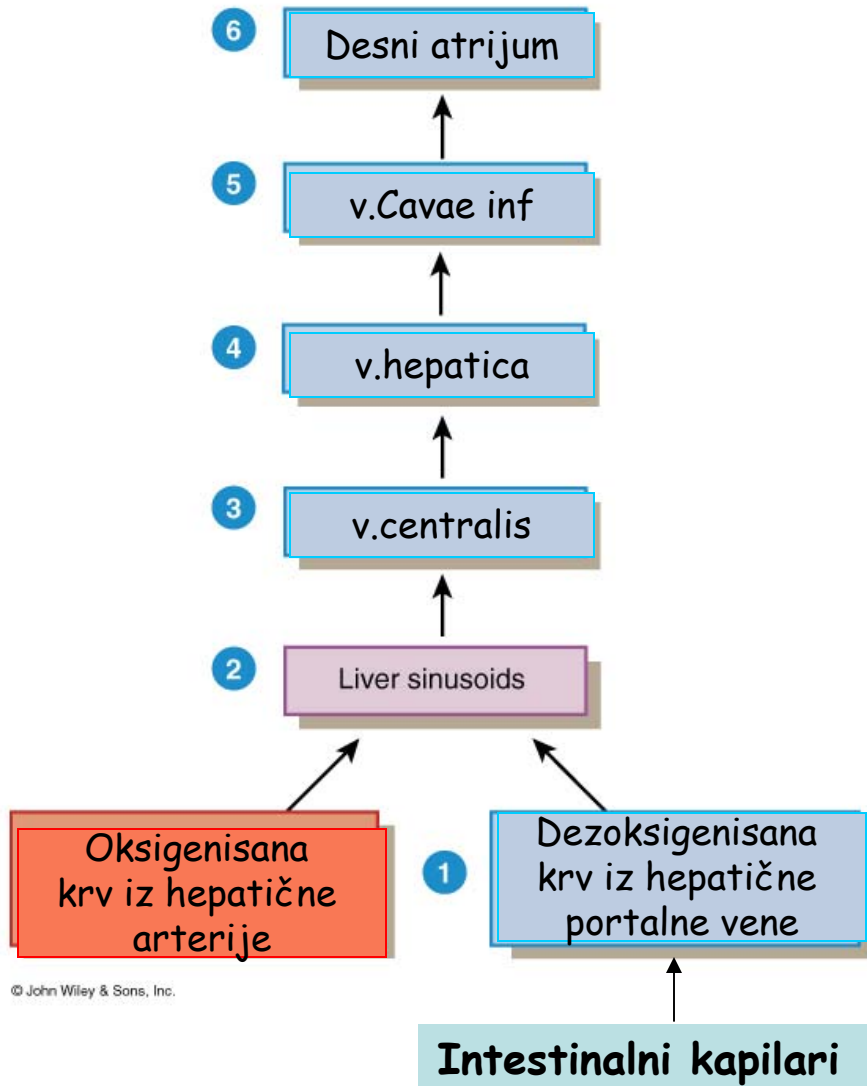 6
Desni atrijum
5
v.Cavae inf
4
v.hepatica
3
v.centralis
2
Liver sinusoids
Oksigenisana
krv iz hepatične
arterije
1
Dezoksigenisana
krv iz hepatične
portalne vene
© John Wiley & Sons, Inc.
Intestinalni kapilari